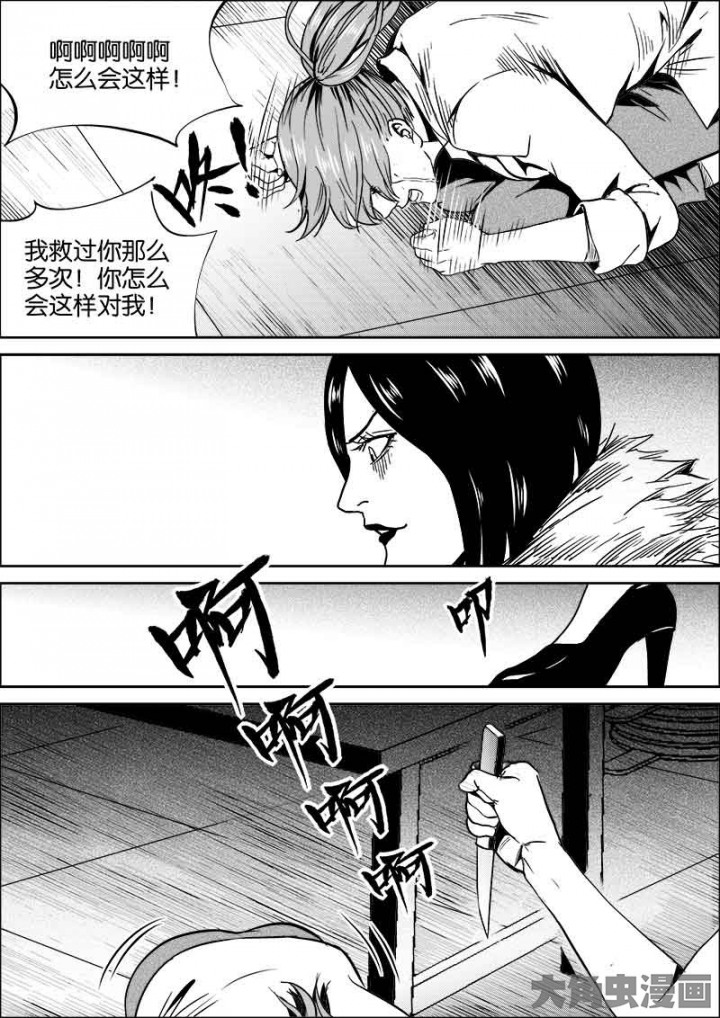 啊啊啊啊啊
怎么会这样！
咚！
我救过你那么
多次！你怎么
会这样对我！
叩
啊
啊
啊
啊
大角虫漫画